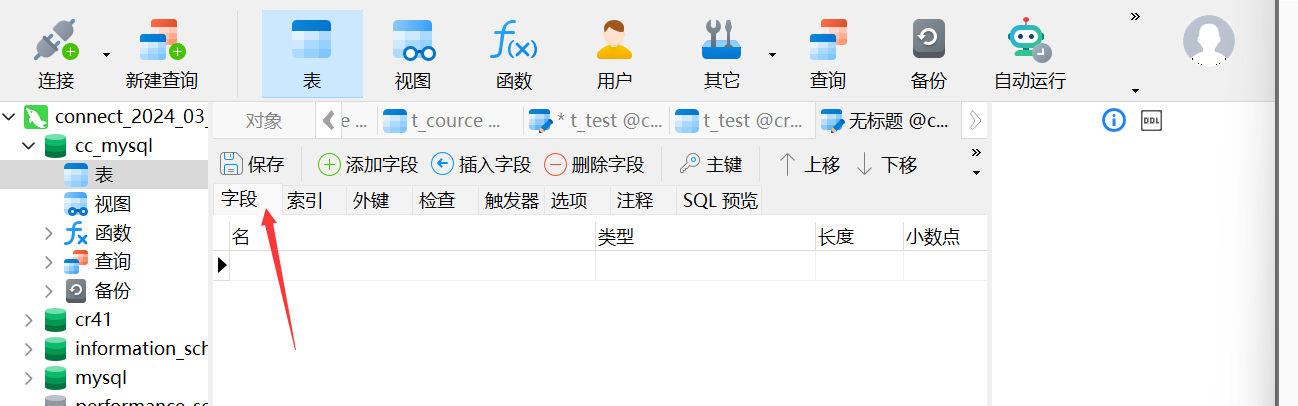 连接 新建查询 表 视图 函数 用户 其它 查询 备份 自动运行
connect_2024_03_
cc_mysql
表
视图
函数
查询
备份
cr41
information_sch
mysql
对象 e ... t_cource ... * t_test @c... t_test @cr... 无标题 @c...
DDL
保存 添加字段 插入字段 删除字段 主键 上移 下移
字段 索引 外键 检查 触发器 选项 注释 SQL 预览
名 类型 长度 小数点